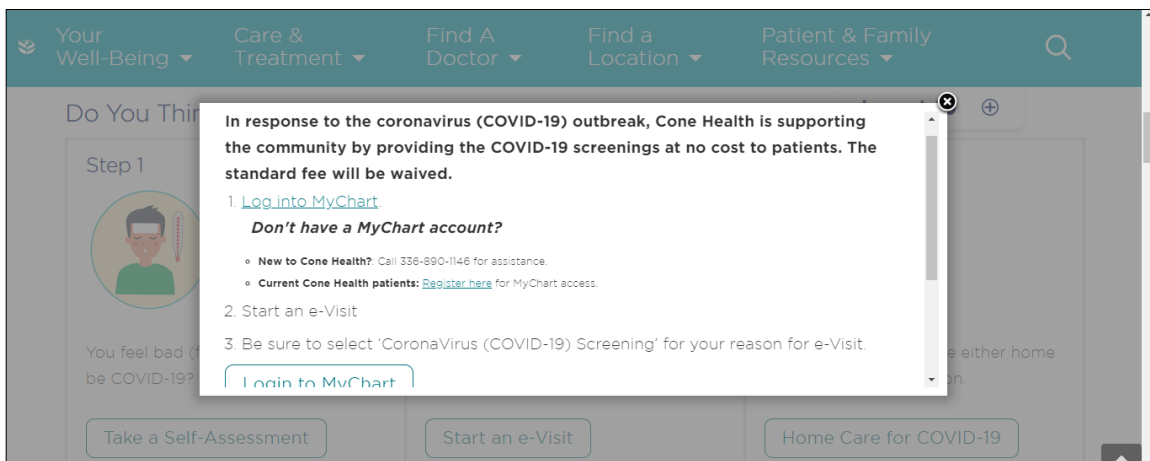 Your
Well-Being
Care &
Treatment
Find A
Doctor
Find a
Location
Patient & Family
Resources
Do You Thin
Step 1
In response to the coronavirus (COVID-19) outbreak, Cone Health is supporting
the community by providing the COVID-19 screenings at no cost to patients. The
standard fee will be waived.
1. Log into MyChart.
Don't have a MyChart account?
New to Cone Health?: Call 336-890-1146 for assistance.
Current Cone Health patients: Register here for MyChart access.
2. Start an e-Visit
3. Be sure to select 'CoronaVirus (COVID-19) Screening' for your reason for e-Visit.
Login to MyChart
You feel bad (f
be COVID-19?
e either home
on.
Take a Self-Assessment
Start an e-Visit
Home Care for COVID-19